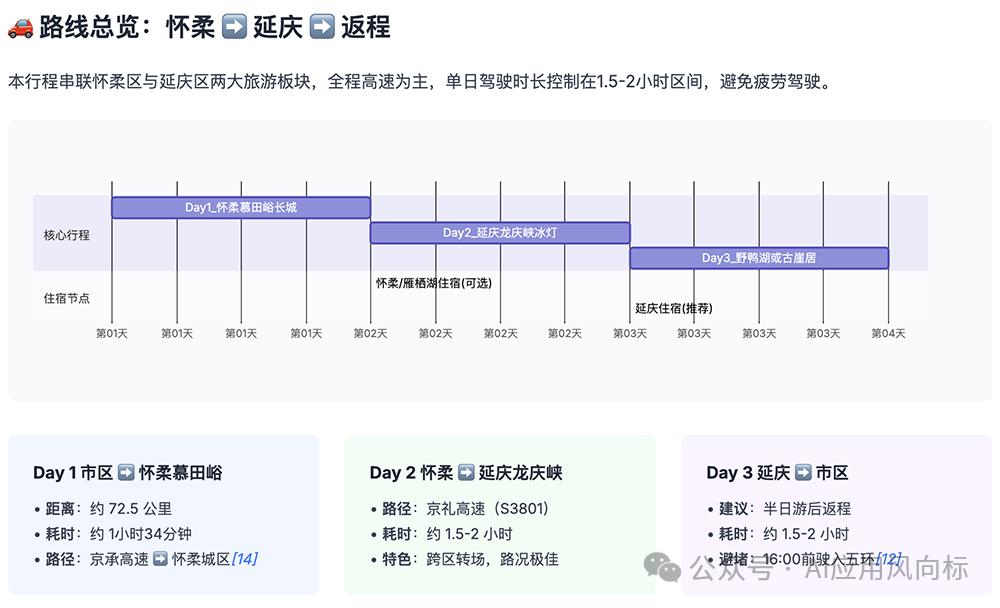 🚗 路线总览：怀柔 ➡️ 延庆 ➡️ 返程
本行程串联怀柔区与延庆区两大旅游板块，全程高速为主，单日驾驶时长控制在1.5-2小时区间，避免疲劳驾驶。
Day1_怀柔慕田峪长城
核心行程
Day2_延庆龙庆峡冰灯
Day3_野鸭湖或古崖居
怀柔/雁栖湖住宿(可选)
住宿节点
延庆住宿(推荐)
第01天 第01天 第01天 第01天 第02天 第02天 第02天 第02天 第03天 第03天 第03天 第03天 第04天
Day 1 市区 ➡️ 怀柔慕田峪
• 距离：约 72.5 公里
• 耗时：约 1小时34分钟
• 路径：京承高速 ➡️ 怀柔城区[14]
Day 2 怀柔 ➡️ 延庆龙庆峡
• 路径：京礼高速（S3801）
• 耗时：约 1.5-2 小时
• 特色：跨区转场，路况极佳
Day 3 延庆 ➡️ 市区
• 建议：半日游后返程
• 耗时：约 1.5-2 小时
• 避堵：16:00前驶入五环[12]
公众号 · AI应用风向标